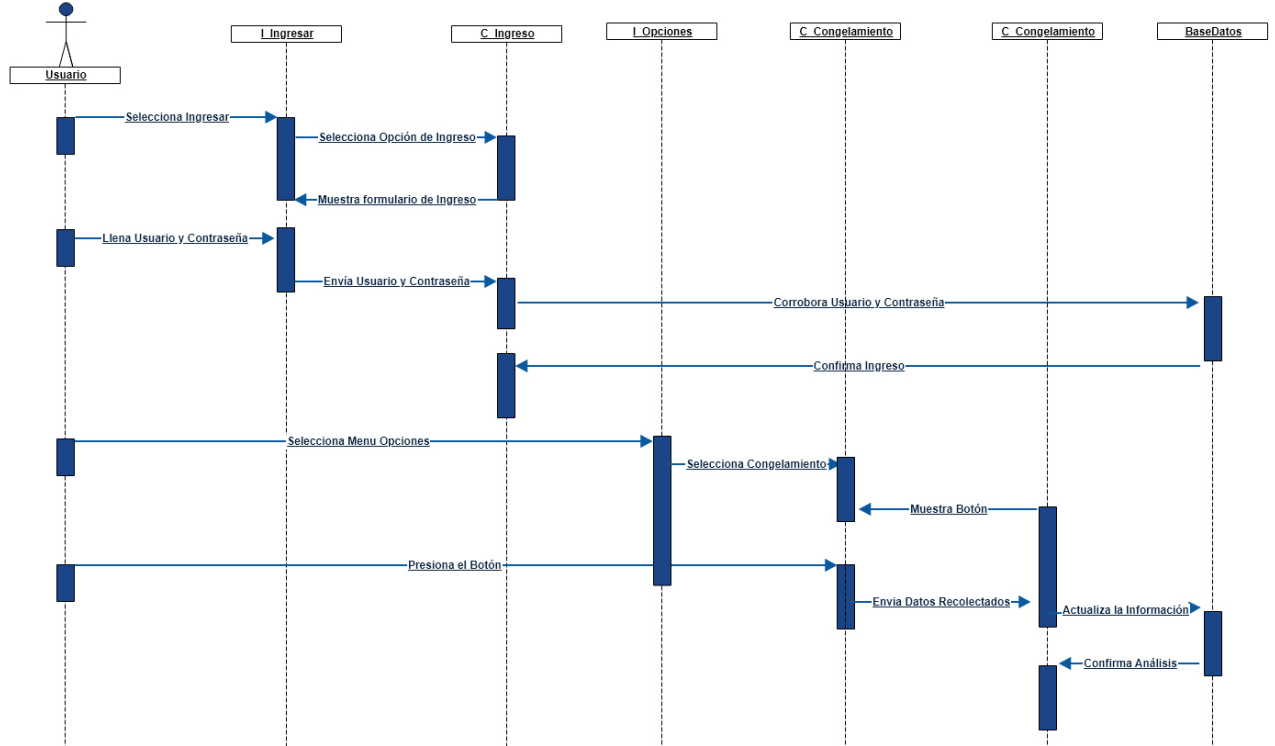 Usuario
I_Ingresar
C_Ingreso
I_Opciones
C_Congelamiento
C_Congelamiento
BaseDatos
Selecciona Ingresar
Selecciona Opción de Ingreso
Muestra formulario de Ingreso
Llena Usuario y Contraseña
Envía Usuario y Contraseña
Corrobora Usuario y Contraseña
Confirma Ingreso
Selecciona Menu Opciones
Selecciona Congelamiento
Muestra Botón
Presiona el Botón
Envia Datos Recolectados
Actualiza la Información
Confirma Análisis